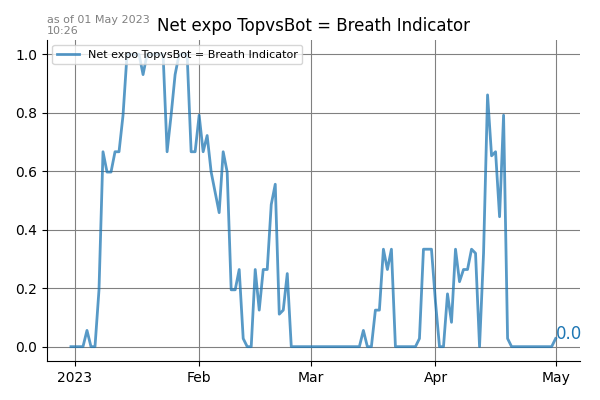 as of 01 May 2023
10:26
Net expo TopvsBot = Breath Indicator
Net expo TopvsBot = Breath Indicator
1.0
0.8
0.6
0.4
0.2
0.0
0.0
2023 Feb Mar Apr May